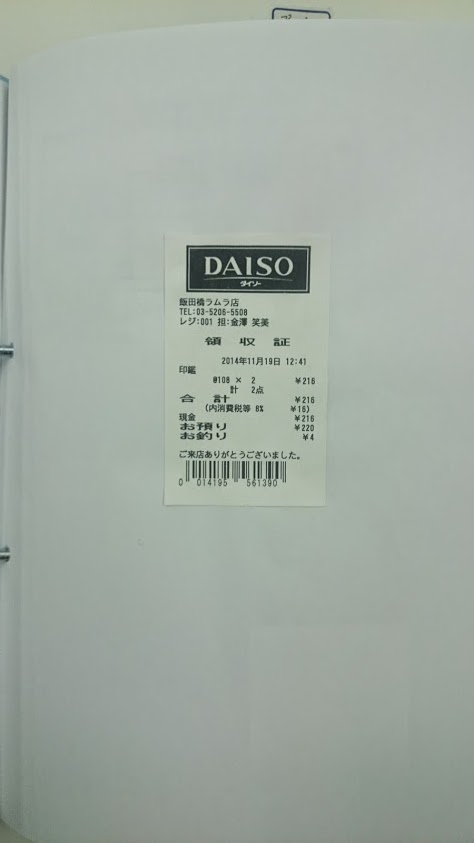 DAISO
ダイソー
飯田橋ラムラ店
TEL:03-5206-5508
レジ:001 担:金澤 笑美
領 収 証
2014年11月19日 12:41
印鑑
@108 × 2 ¥216
計 2点
合 計 ¥216
(内消費税等 8% ¥16)
現金 ¥216
お預り ¥220
お釣り ¥4
ご来店ありがとうございました。
0 014195 561390